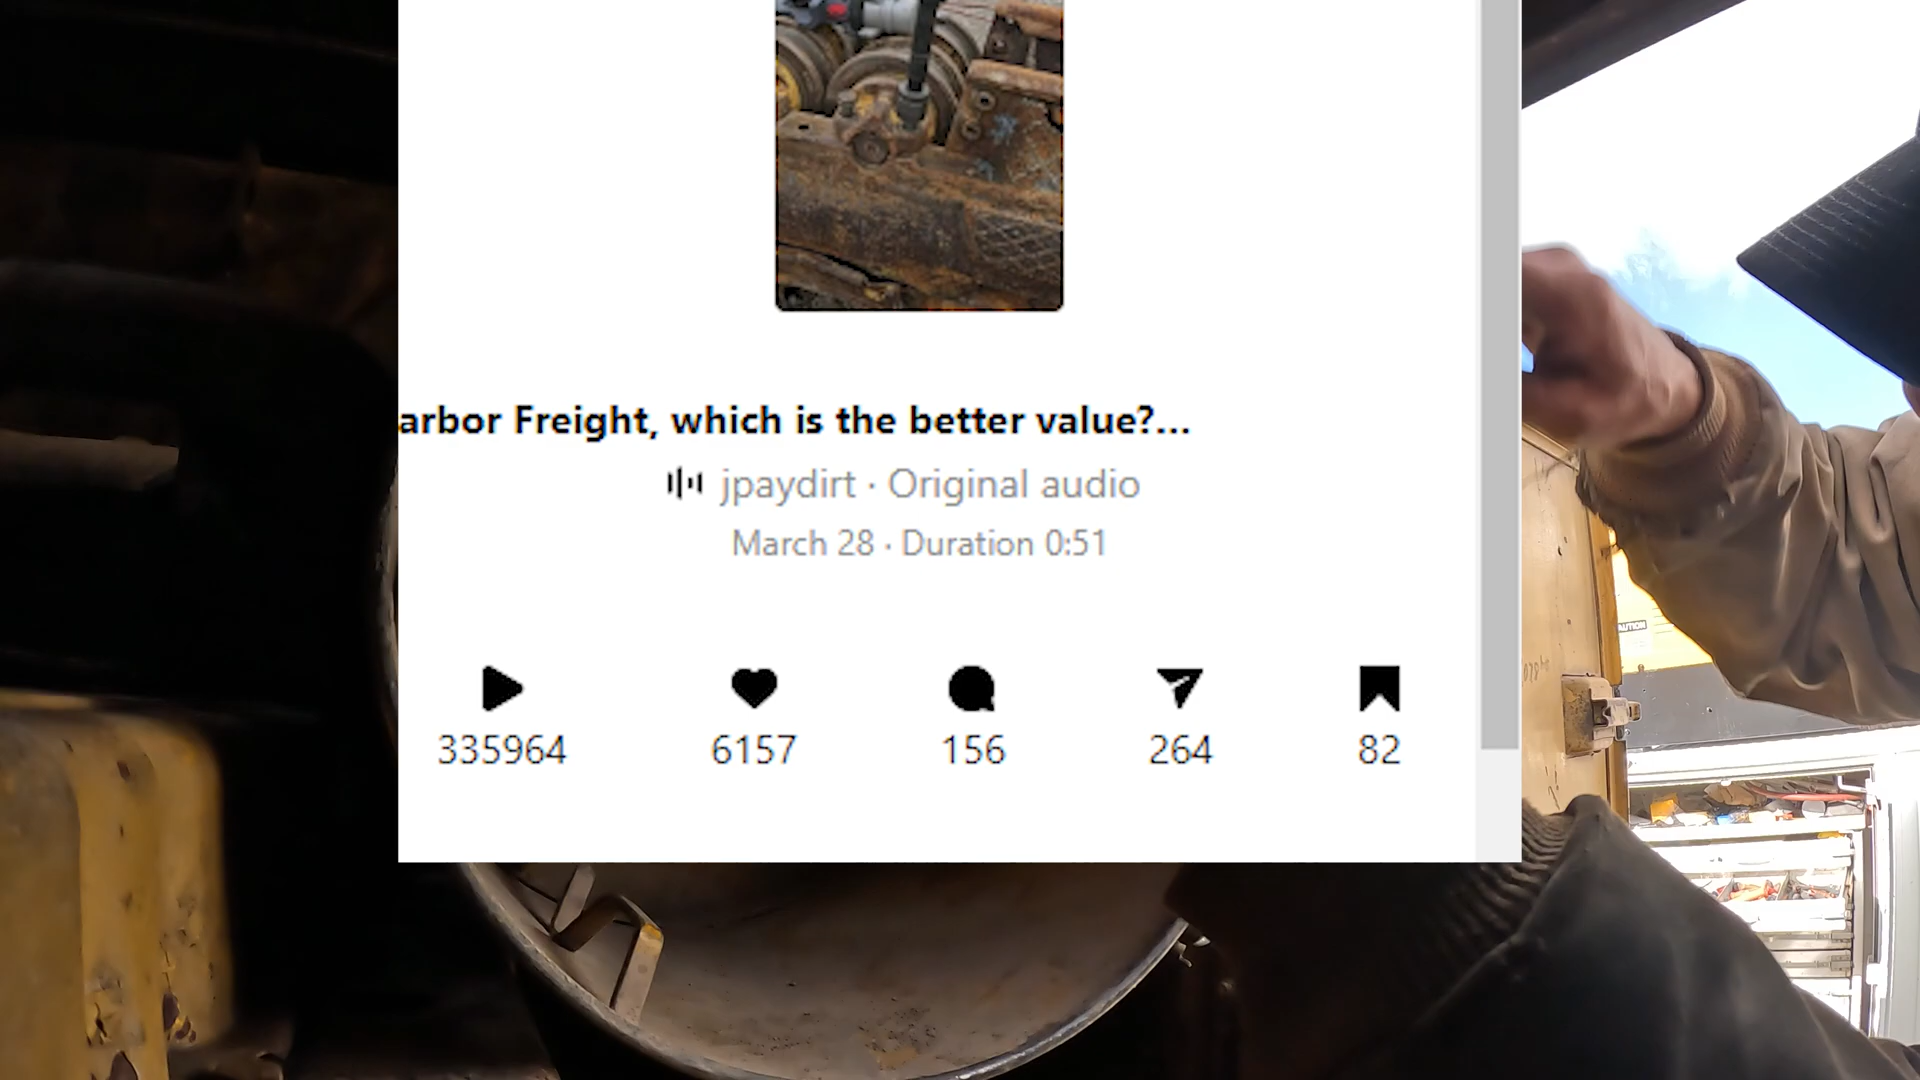 arbor Freight, which is the better value?...
jpaydirt · Original audio
March 28 · Duration 0:51
335964
6157
156
264
82
CAUTION